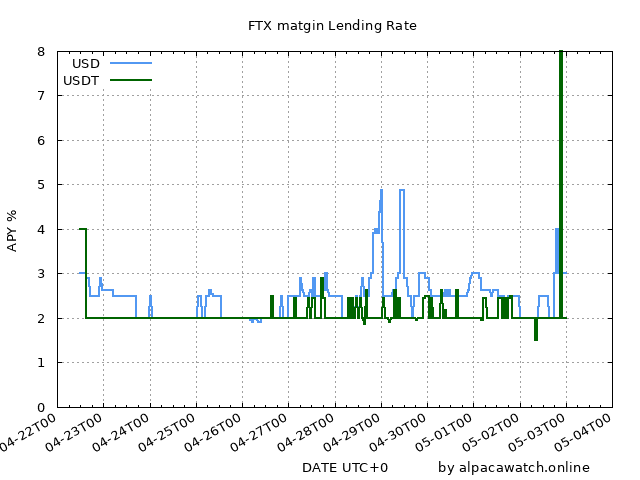 FTX matgin Lending Rate
USD
USDT
APY %
8
7
6
5
4
3
2
1
0
04-22T00
04-23T00
04-24T00
04-25T00
04-26T00
04-27T00
04-28T00
04-29T00
04-30T00
05-01T00
05-02T00
05-03T00
05-04T00
DATE UTC+0
by alpacawatch.online